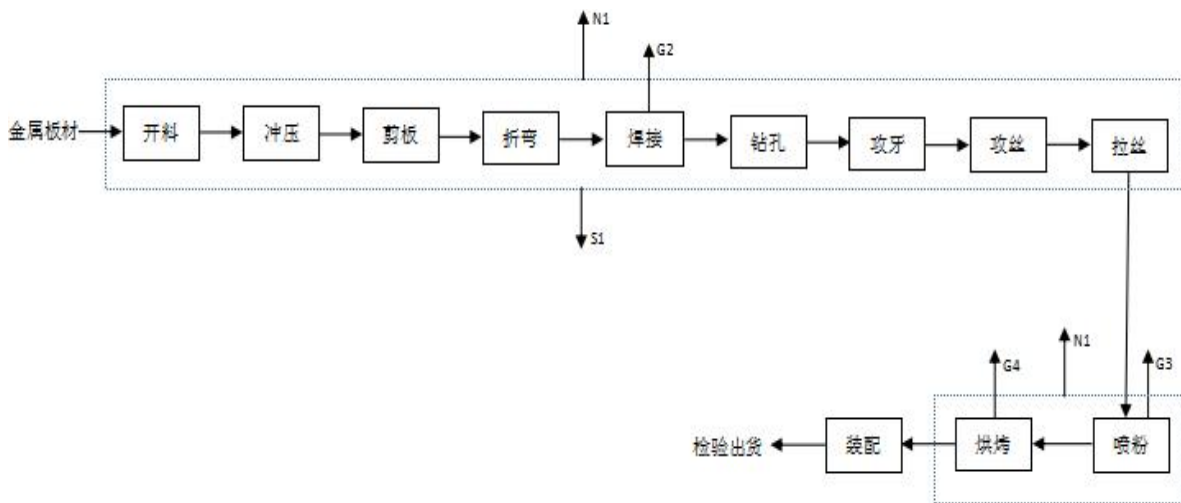 N1
G2
金属板材
开料
冲压
剪板
折弯
焊接
钻孔
攻牙
攻丝
拉丝
S1
N1
G4
G3
检验出货
装配
烘烤
喷粉